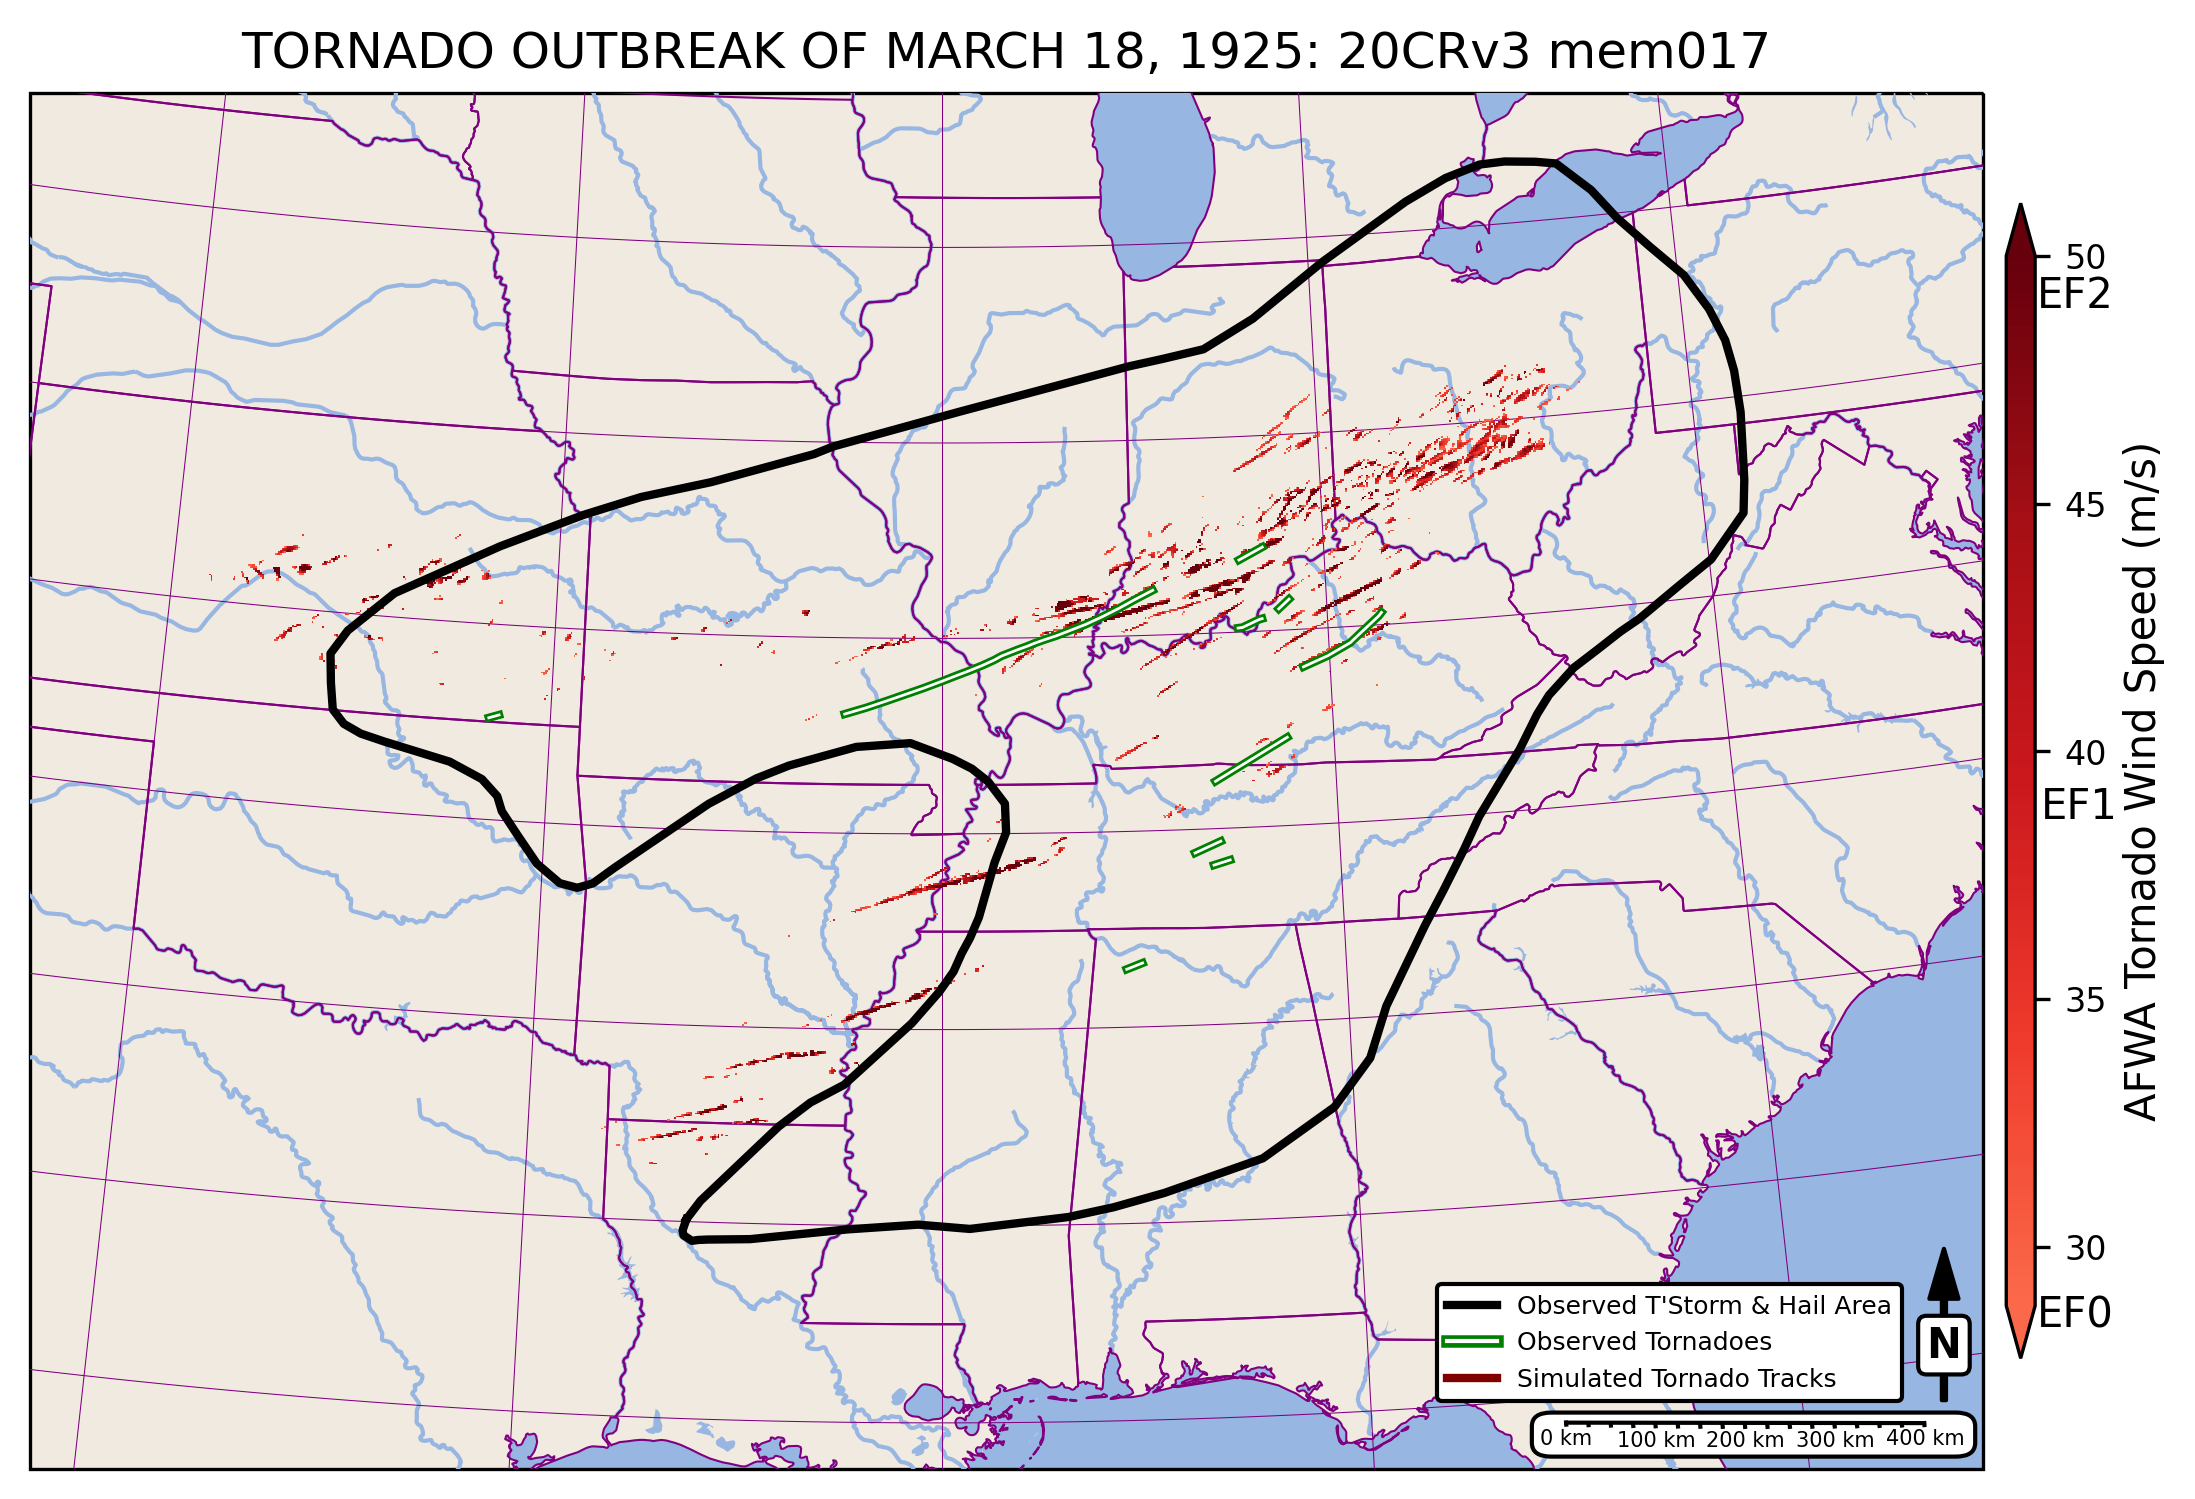 TORNADO OUTBREAK OF MARCH 18, 1925: 20CRv3 mem017
50
EF2
45
40
EF1
35
30
EF0
AFWA Tornado Wind Speed (m/s)
Observed T'Storm & Hail Area
Observed Tornadoes
Simulated Tornado Tracks
N
0 km 100 km 200 km 300 km 400 km